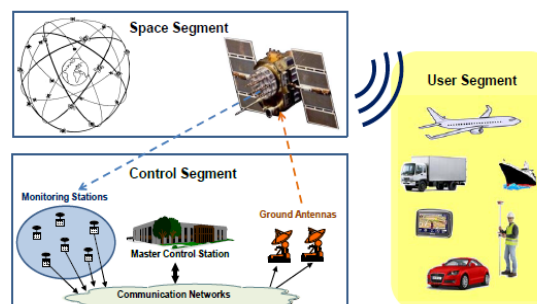 Space Segment
User Segment
Control Segment
Monitoring Stations
Ground Antennas
Master Control Station
Communication Networks